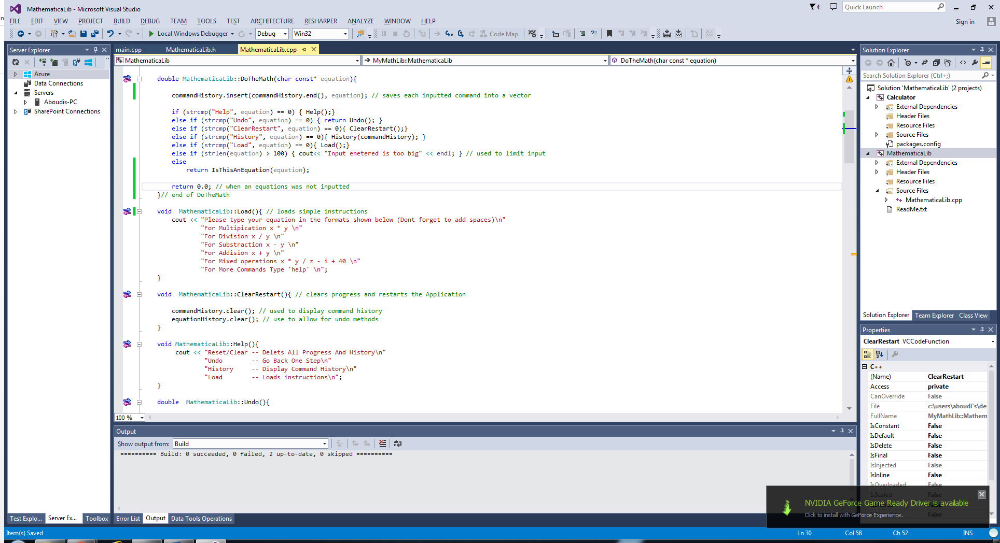 MathematicaLib - Microsoft Visual Studio
4
Quick Launch
FILE EDIT VIEW PROJECT BUILD DEBUG TEAM TOOLS TEST ARCHITECTURE RESHARPER ANALYZE WINDOW HELP
Sign in
Local Windows Debugger Debug Win32 Code Map
Server Explorer
Azure
Data Connections
Servers
Aboudis-PC
SharePoint Connections
Test Explo... Server Ex... Toolbox
main.cpp MathematicaLib.h MathematicaLib.cpp
MathematicaLib MyMathLib::MathematicaLib DoTheMath(char const * equation)
double MathematicaLib::DoTheMath(char const* equation){
commandHistory.insert(commandHistory.end(), equation); // saves each inputted command into a vector
if (strcmp("Help", equation) == 0) { Help();}
else if (strcmp("Undo", equation) == 0) { return Undo(); }
else if (strcmp("ClearRestart", equation) == 0){ ClearRestart();}
else if (strcmp("History", equation) == 0){ History(commandHistory); }
else if (strcmp("Load", equation) == 0){ Load();}
else if (strlen(equation) > 100) { cout<< "Input enetered is too big" << endl; } // used to limit input
else
return IsThisAnEquation(equation);
return 0.0; // when an equations was not inputted
}// end of DoTheMath
void MathematicaLib::Load(){ // loads simple instructions
cout << "Please type your equation in the formats shown below (Dont forget to add spaces)\n"
"For Multipication x * y \n"
"For Division x / y \n"
"For Substraction x - y \n"
"For Addision x + y \n"
"For Mixed operations x * y / z - i + 40 \n"
"For More Commands Type 'help' \n";
}
void MathematicaLib::ClearRestart(){ // clears progress and restarts the Application
commandHistory.clear(); // used to display command history
equationHistory.clear(); // use to allow for undo methods
}
void MathematicaLib::Help(){
cout << "Reset/Clear -- Deletes All Progress And History\n"
"Undo -- Go Back One Step\n"
"History -- Display Command History\n"
"Load -- Loads instructions\n";
}
double MathematicaLib::Undo(){
100 %
Output
Show output from: Build
========== Build: 0 succeeded, 0 failed, 2 up-to-date, 0 skipped ==========
Error List Output Data Tools Operations
Solution Explorer
Search Solution Explorer (Ctrl+;)
Solution 'MathematicaLib' (2 projects)
Calculator
External Dependencies
Header Files
Resource Files
Source Files
packages.config
MathematicaLib
External Dependencies
Header Files
Resource Files
Source Files
MathematicaLib.cpp
ReadMe.txt
Solution Explorer Team Explorer Class View
Properties
ClearRestart VCCodeFunction
C++
(Name) ClearRestart
Access private
CanOverride False
File c:\users\aboudi's\de
FullName MyMathLib::Mathem
IsConstant False
IsDefault False
IsDelete False
IsFinal False
IsInjected False
IsInline False
IsOverloaded False
IsSealed False
False
NVIDIA GeForce Game Ready Driver is available
Click to install with GeForce Experience.
Item(s) Saved Ln 30 Col 58 Ch 52 INS